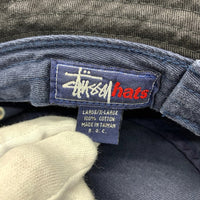 Stüssy hats
LARGE/X-LARGE
100% COTTON
MADE IN TAIWAN
R.O.C.